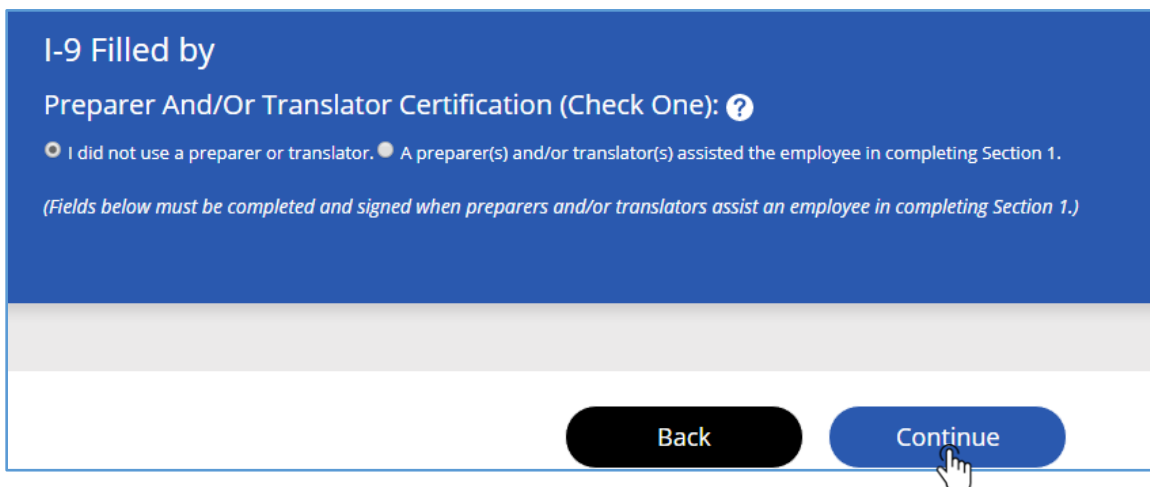 I-9 Filled by
Preparer And/Or Translator Certification (Check One): ?
I did not use a preparer or translator. A preparer(s) and/or translator(s) assisted the employee in completing Section 1.
(Fields below must be completed and signed when preparers and/or translators assist an employee in completing Section 1.)
Back Continue